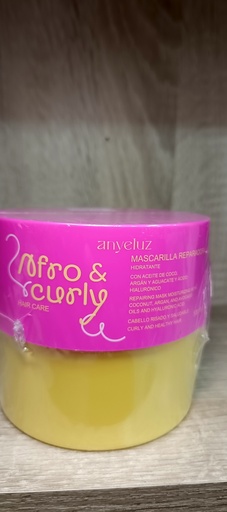 anyeluz
Afro &
curly
HAIR CARE
MASCARILLA
HIDRATANTE
CON ACEITE DE COCO,
ARGÁN Y AGUACATE Y ÁCIDO
HIALURÓNICO
REPAIRING MASK
COCONUT, ARGAN, AND
OILS AND HYALURONIC
CABELLO RIZADO Y
CURLY AND HEALTHY HAIR